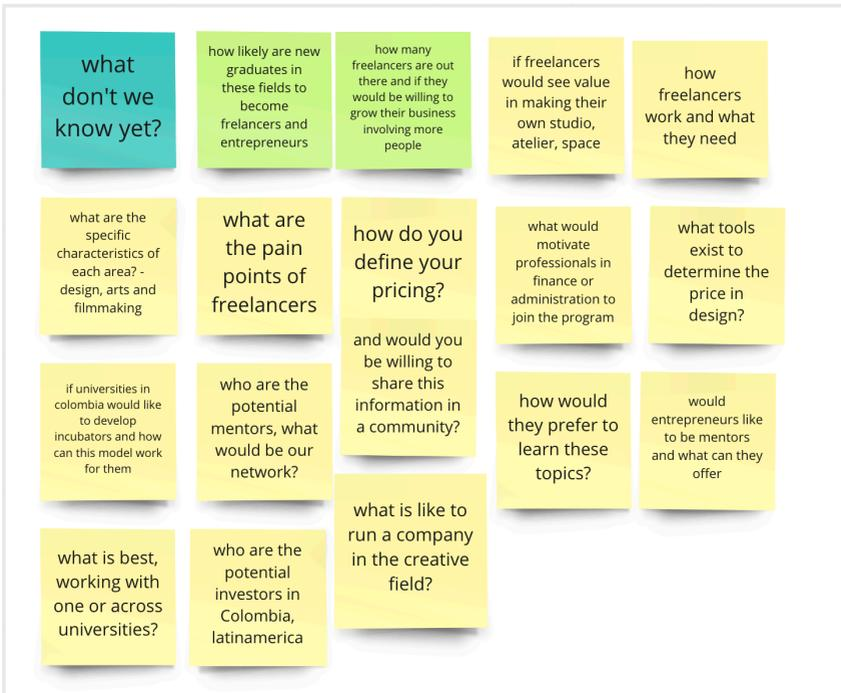 what
don't we
know yet?
how likely are new
graduates in
these fields to
become
frelancers and
entrepreneurs
how many
freelancers are out
there and if they
would be willing to
grow their business
involving more
people
if freelancers
would see value
in making their
own studio,
atelier, space
how
freelancers
work and what
they need
what are the
specific
characteristics of
each area? -
design, arts and
filmmaking
what are
the pain
points of
freelancers
how do you
define your
pricing?
and would you
be willing to
share this
information in
a community?
what would
motivate
professionals in
finance or
administration to
join the program
what tools
exist to
determine the
price in
design?
if universities in
colombia would like
to develop
incubators and how
can this model work
for them
who are the
potential
mentors, what
would be our
network?
how would
they prefer to
learn these
topics?
would
entrepreneurs like
to be mentors
and what can they
offer
what is best,
working with
one or across
universities?
who are the
potential
investors in
Colombia,
latinamerica
what is like to
run a company
in the creative
field?